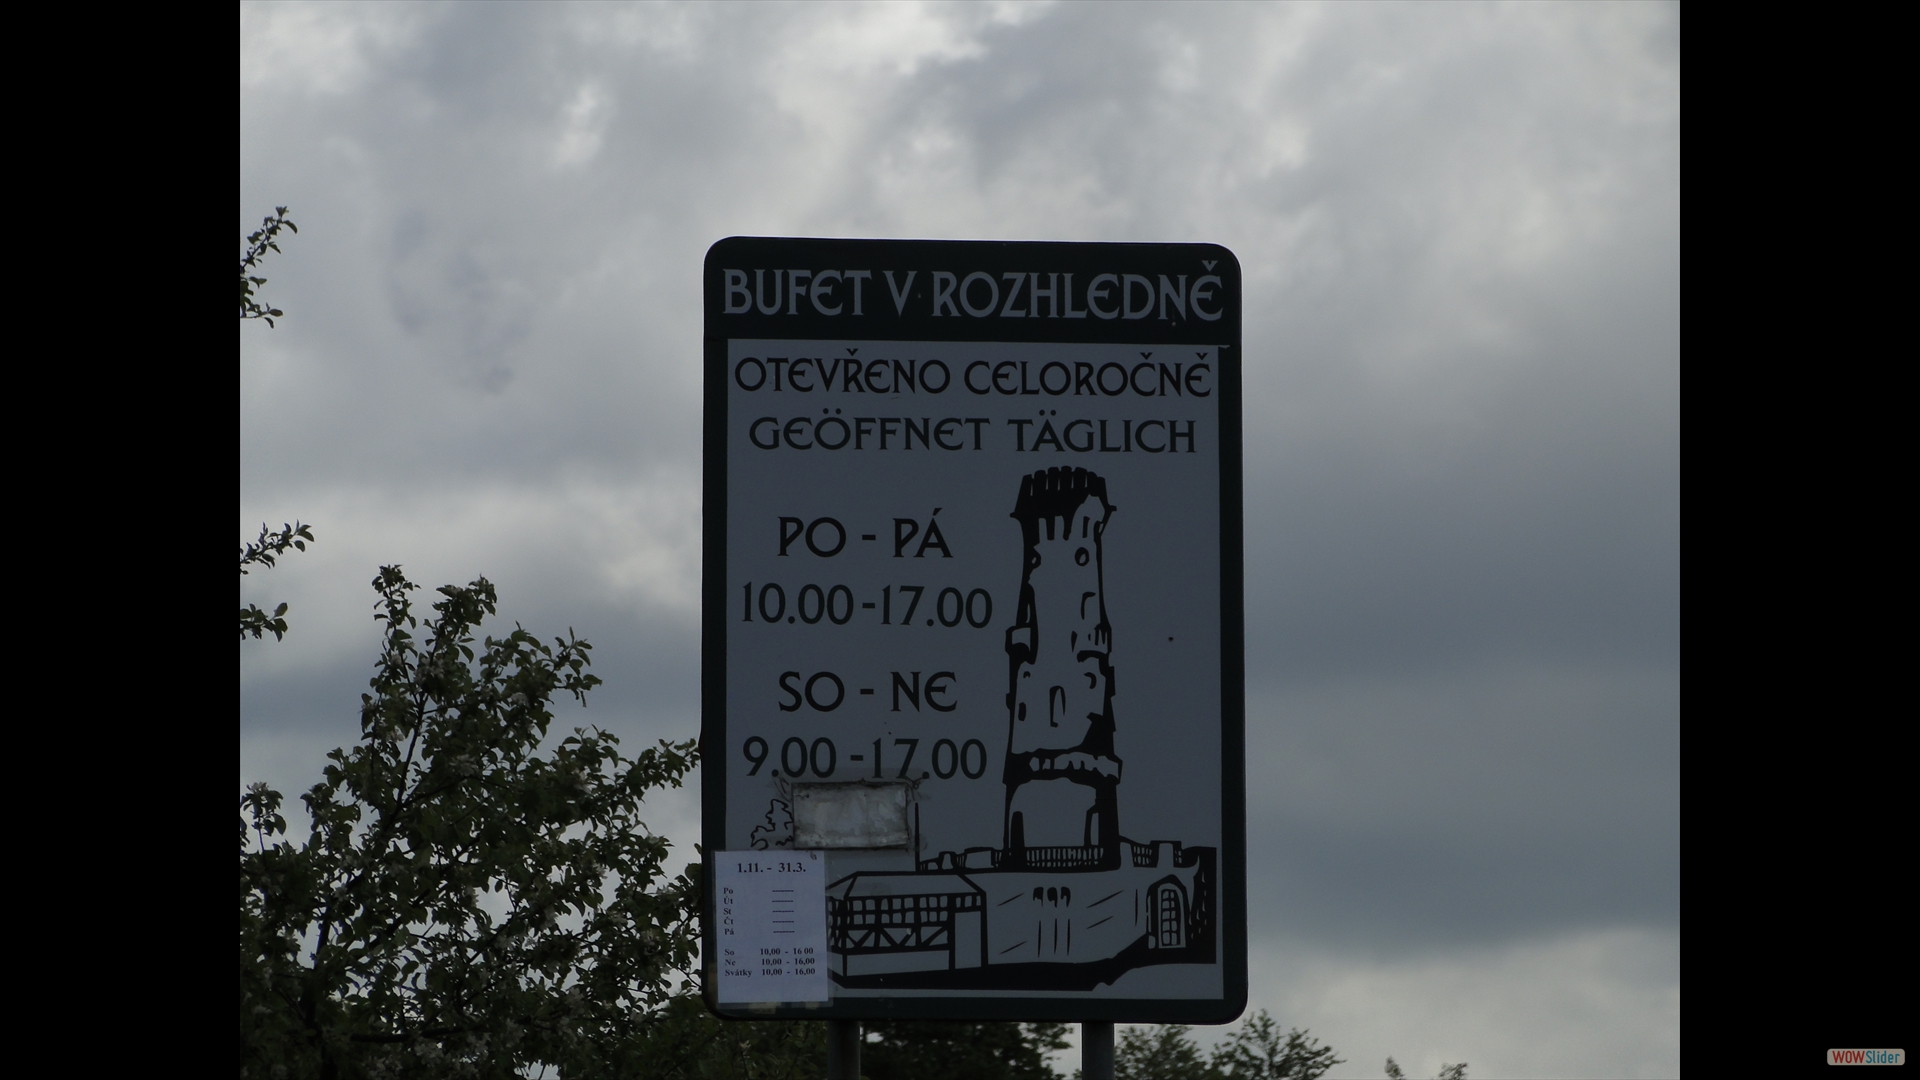 BUFET V ROZHLEDNĚ
OTEVŘENO CELOROČNĚ
GEÖFFNET TÄGLICH
PO - PÁ
10.00 - 17.00
SO - NE
9.00 - 17.00
1.11. - 31.3.
Po ——
Út ——
St ——
Čt ——
Pá ——
So 10,00 - 16 00
Ne 10,00 - 16,00
Svátky 10,00 - 16,00
WOWSlider